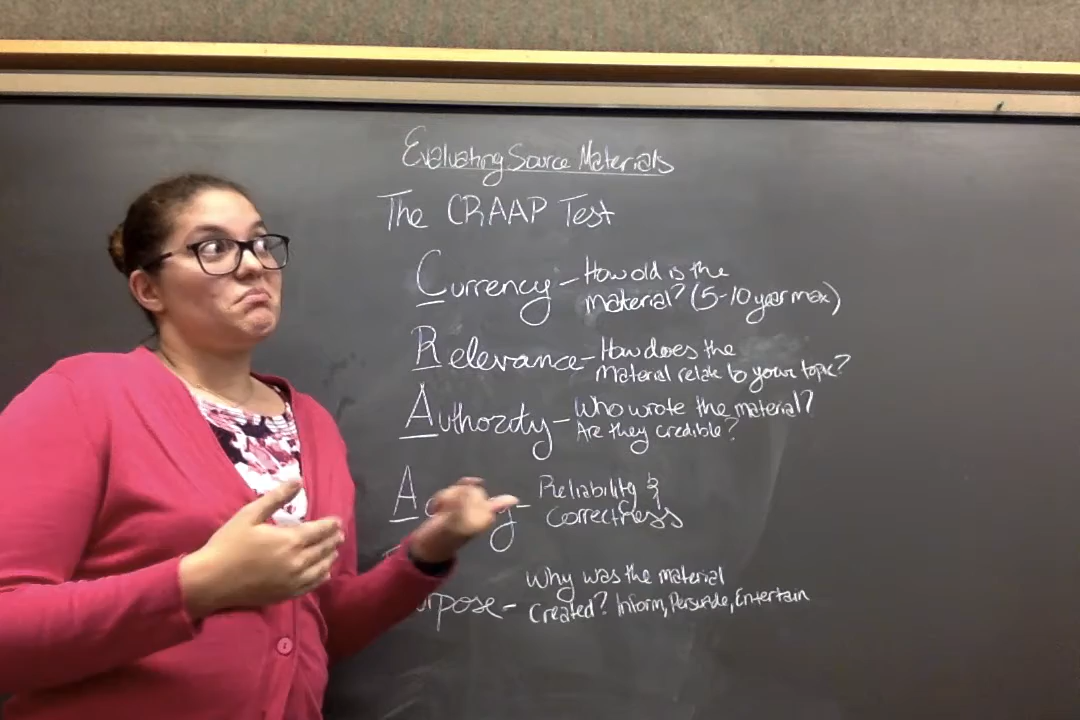 Evaluating Source Materials
The CRAAP Test
Currency - How old is the
material? (5-10 year max)
Relevance - How does the
Material relate to your topic?
Authority - Who wrote the material?
Are they credible?
Reliability &
Correctness
Why was the material
Created? Inform, Persuade, Entertain